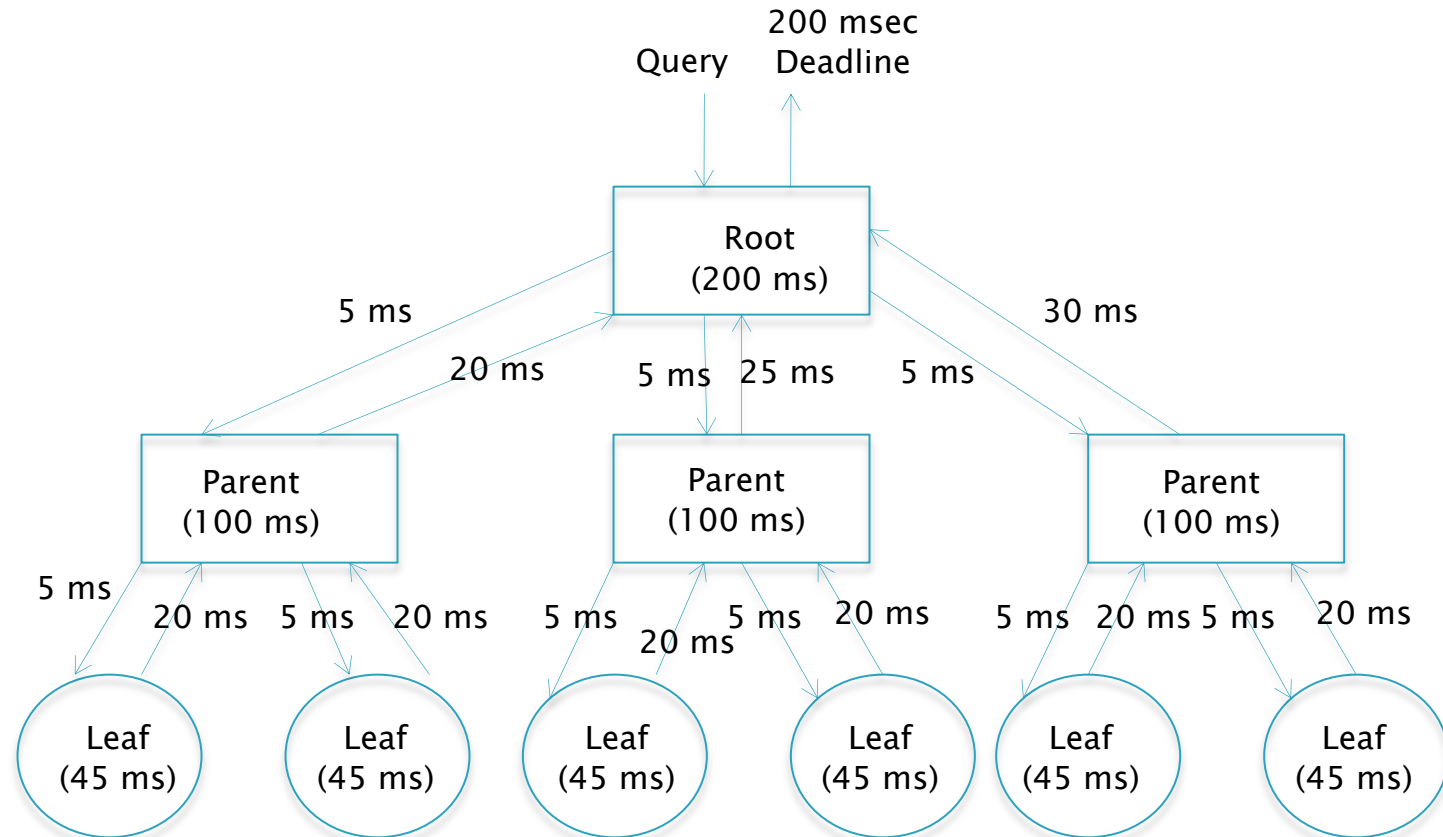 200 msec
Query
Deadline
Root
(200 ms)
5 ms
30 ms
20 ms
5 ms
25 ms
5 ms
Parent
(100 ms)
Parent
(100 ms)
Parent
(100 ms)
5 ms
20 ms
5 ms
20 ms
5 ms
20 ms
5 ms
20 ms
5 ms
20 ms
5 ms
20 ms
Leaf
(45 ms)
Leaf
(45 ms)
Leaf
(45 ms)
Leaf
(45 ms)
Leaf
(45 ms)
Leaf
(45 ms)